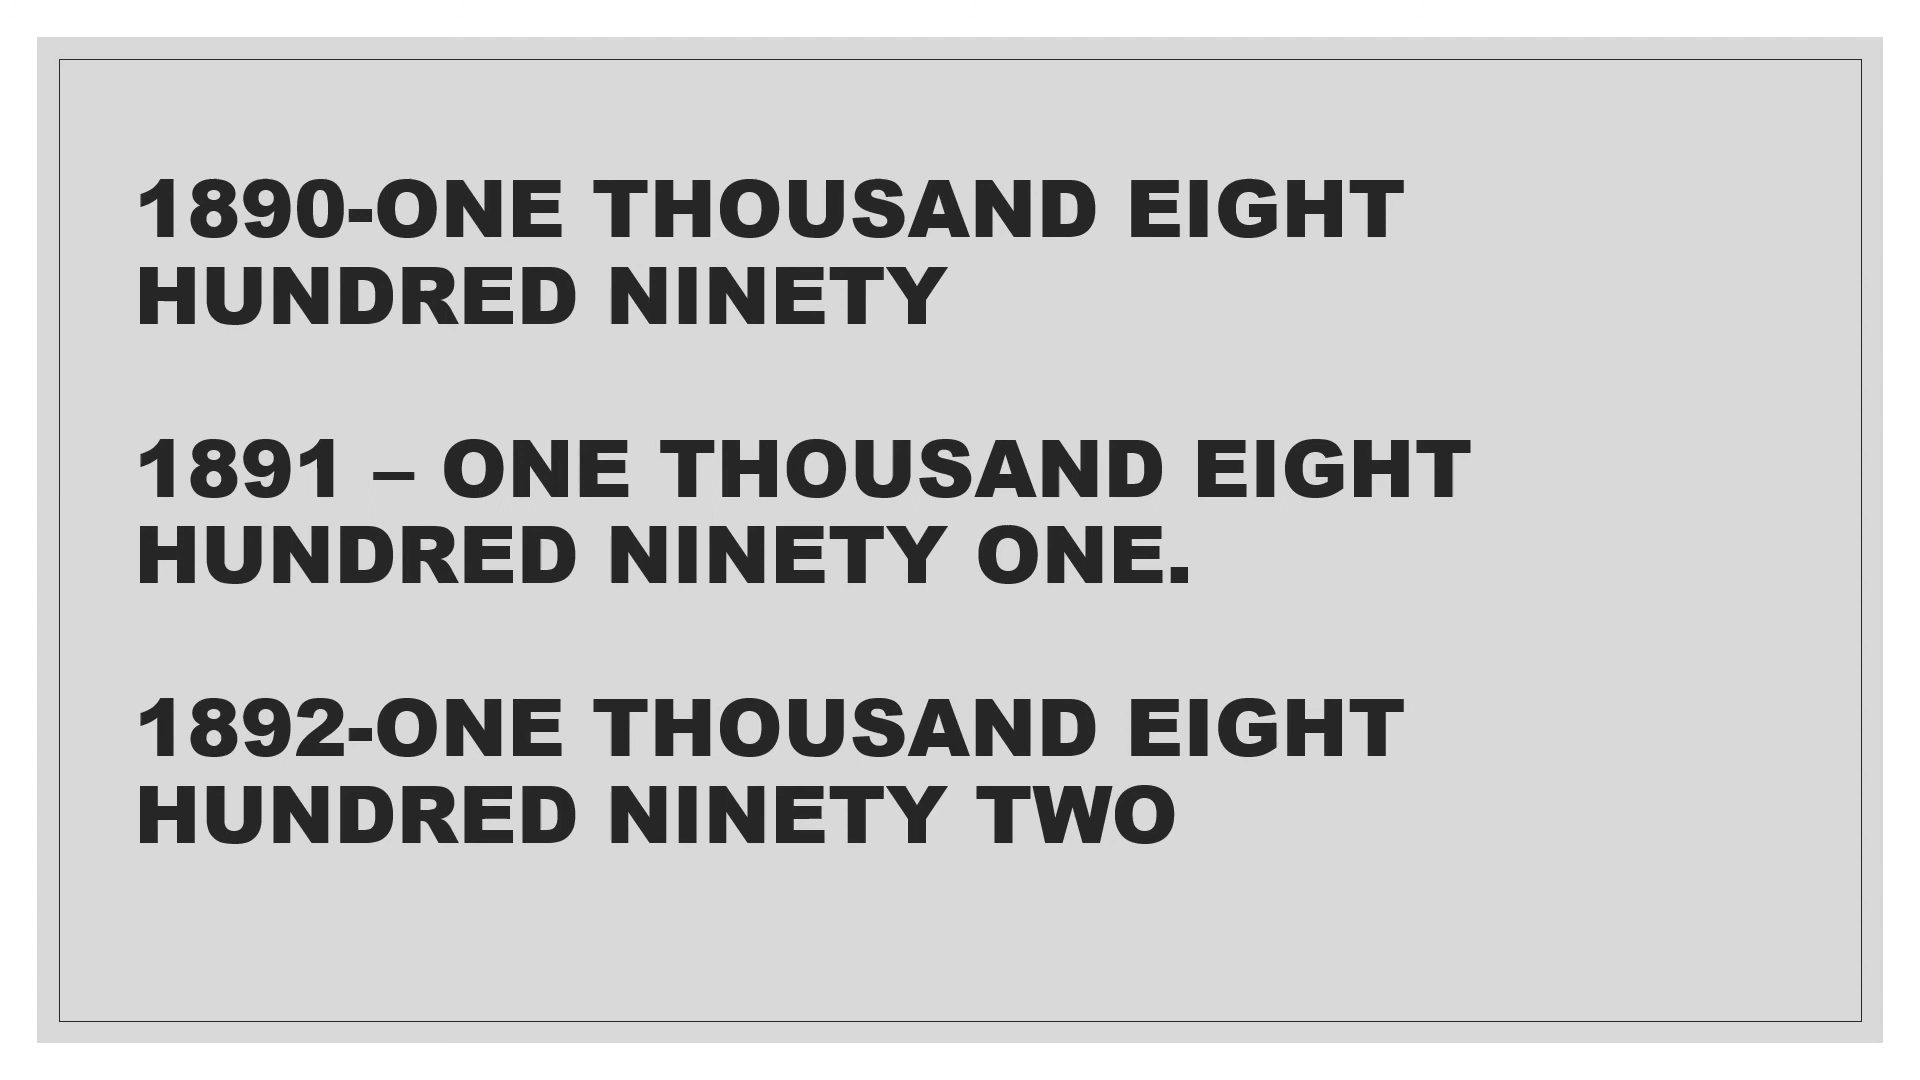 1890-ONE THOUSAND EIGHT
HUNDRED NINETY
1891 – ONE THOUSAND EIGHT
HUNDRED NINETY ONE.
1892-ONE THOUSAND EIGHT
HUNDRED NINETY TWO